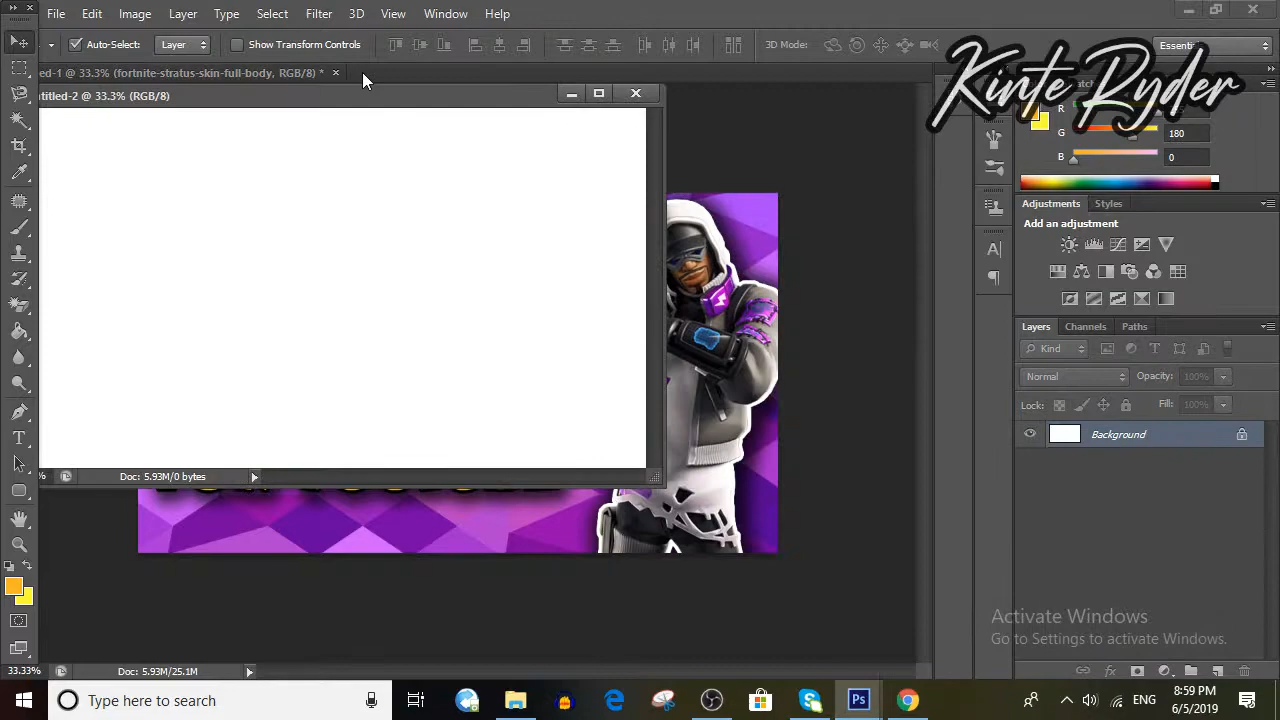 File Edit Image Layer Type Select Filter 3D View Window Help
Auto-Select: Layer Show Transform Controls 3D Mode: Essenti
ed-1 @ 33.3% (fortnite-stratus-skin-full-body, RGB/8) *
ntitled-2 @ 33.3% (RGB/8)
Kinte Ryder
R
G 180
B 0
Adjustments Styles
Add an adjustment
Layers Channels Paths
Kind
Normal Opacity: 100%
Lock: Fill: 100%
Background
Doc: 5.93M/0 bytes
Activate Windows
Go to Settings to activate Windows.
33.33% Doc: 5.93M/25.1M
Type here to search
Ps
ENG
8:59 PM
6/5/2019